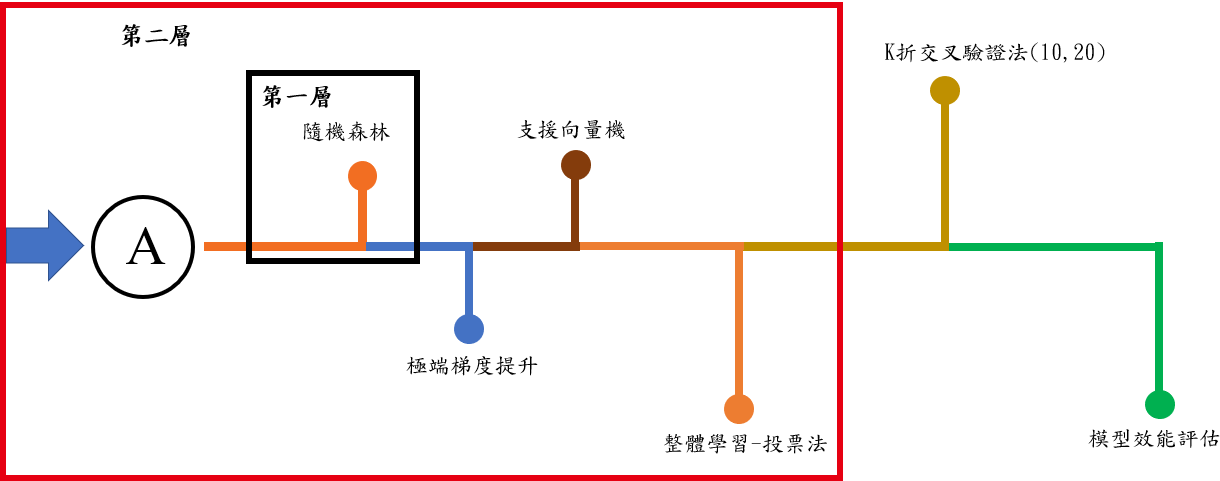 第二層
第一層
隨機森林
A
極端梯度提升
支援向量機
整體學習-投票法
K折交叉驗證法(10,20)
模型效能評估